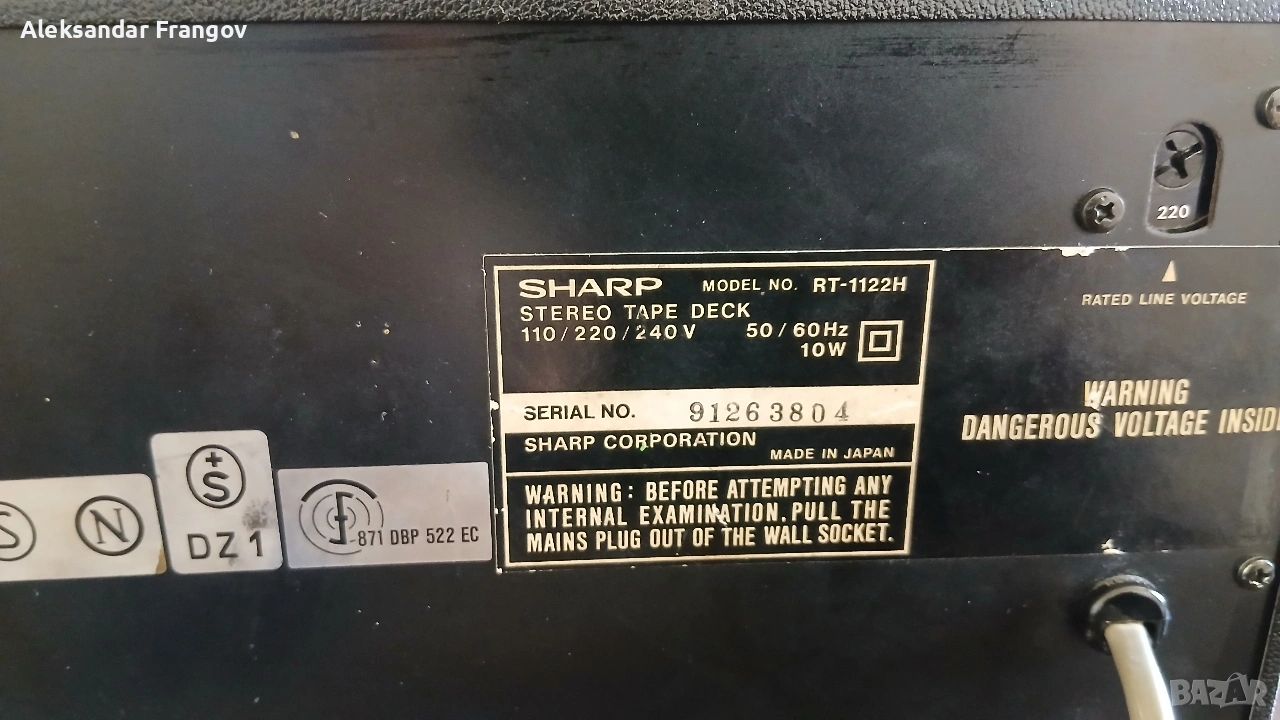 Aleksandar Frangov
220
RATED LINE VOLTAGE
SHARP MODEL NO. RT-1122H
STEREO TAPE DECK
110/220/240V 50/60Hz
10W
SERIAL NO. 91263804
SHARP CORPORATION
MADE IN JAPAN
WARNING: BEFORE ATTEMPTING ANY
INTERNAL EXAMINATION, PULL THE
MAINS PLUG OUT OF THE WALL SOCKET.
WARNING
DANGEROUS VOLTAGE INSIDE
S
N
+
S
DZ1
871 DBP 522 EC
BAZAR